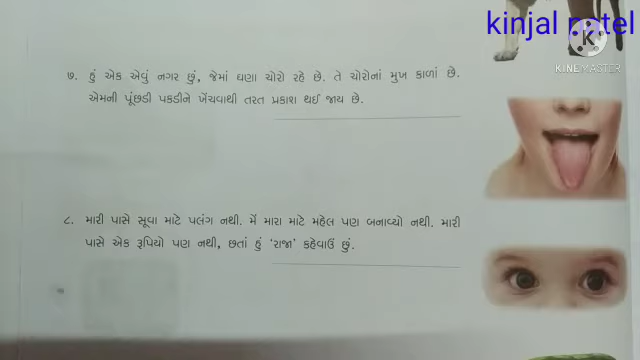 kinjal patel
KINEMASTER
૭. હું એક એવું નગર છું, જેમાં ઘણા ચોરો રહે છે. તે ચોરોનાં મુખ કાળાં છે.
એમની પૂંછડી પકડીને ખેંચવાથી તરત પ્રકાશ થઈ જાય છે.
૮. મારી પાસે સૂવા માટે પલંગ નથી. મેં મારા માટે મહેલ પણ બનાવ્યો નથી. મારી
પાસે એક રૂપિયો પણ નથી, છતાં હું ‘રાજા’ કહેવાઉં છું.